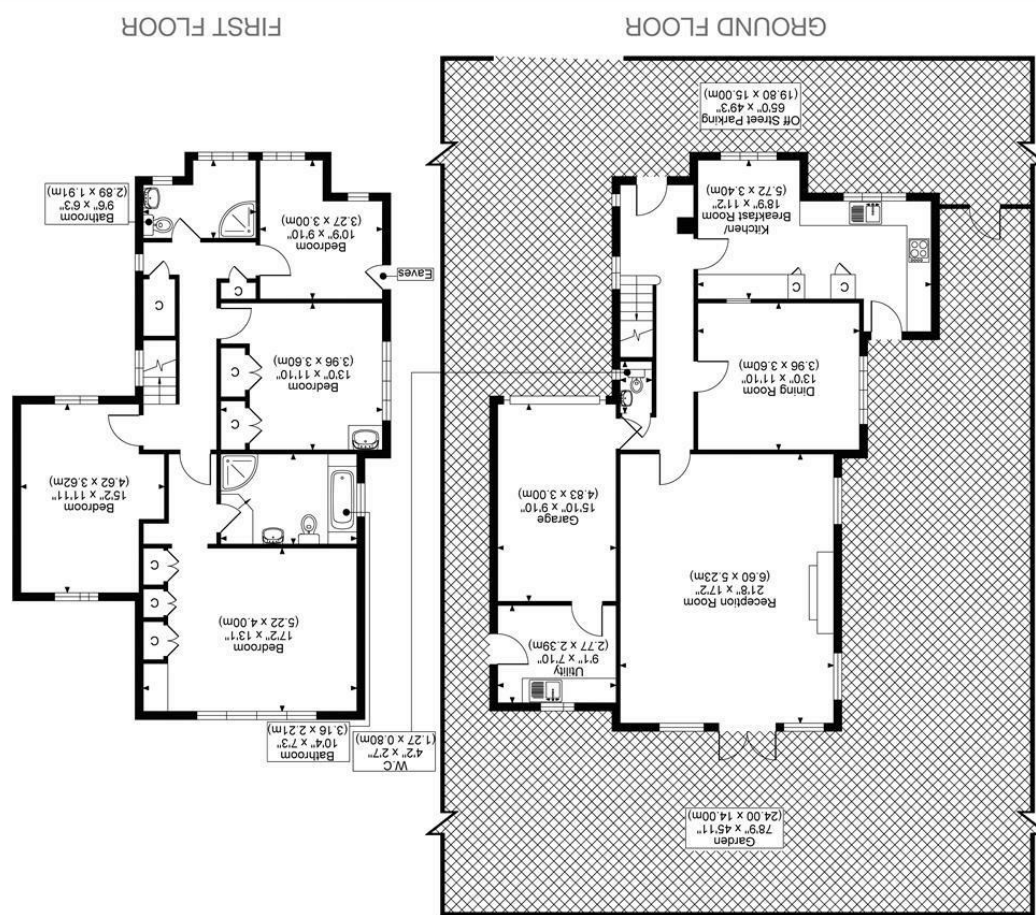 Garden
78'9" x 45'11"
(24.00 x 14.00m)
Utility
9'1" x 7'10"
(2.77 x 2.39m)
Reception Room
21'8" x 17'2"
(6.60 x 5.23m)
Garage
15'10" x 9'10"
(4.83 x 3.00m)
Dining Room
13'0" x 11'10"
(3.96 x 3.60m)
C
C
Kitchen/
Breakfast Room
18'9" x 11'2"
(5.72 x 3.40m)
Off Street Parking
65'0" x 49'3"
(19.80 x 15.00m)
GROUND FLOOR
W.C
4'2" x 2'7"
(1.27 x 0.80m)
Bathroom
10'4" x 7'3"
(3.16 x 2.21m)
Bedroom
17'2" x 13'1"
(5.22 x 4.00m)
C
C
C
Bedroom
15'2" x 11'11"
(4.62 x 3.62m)
C
C
Bedroom
13'0" x 11'10"
(3.96 x 3.60m)
C
C
Eaves
Bedroom
10'9" x 9'10"
(3.27 x 3.00m)
Bathroom
9'6" x 6'3"
(2.89 x 1.91m)
FIRST FLOOR